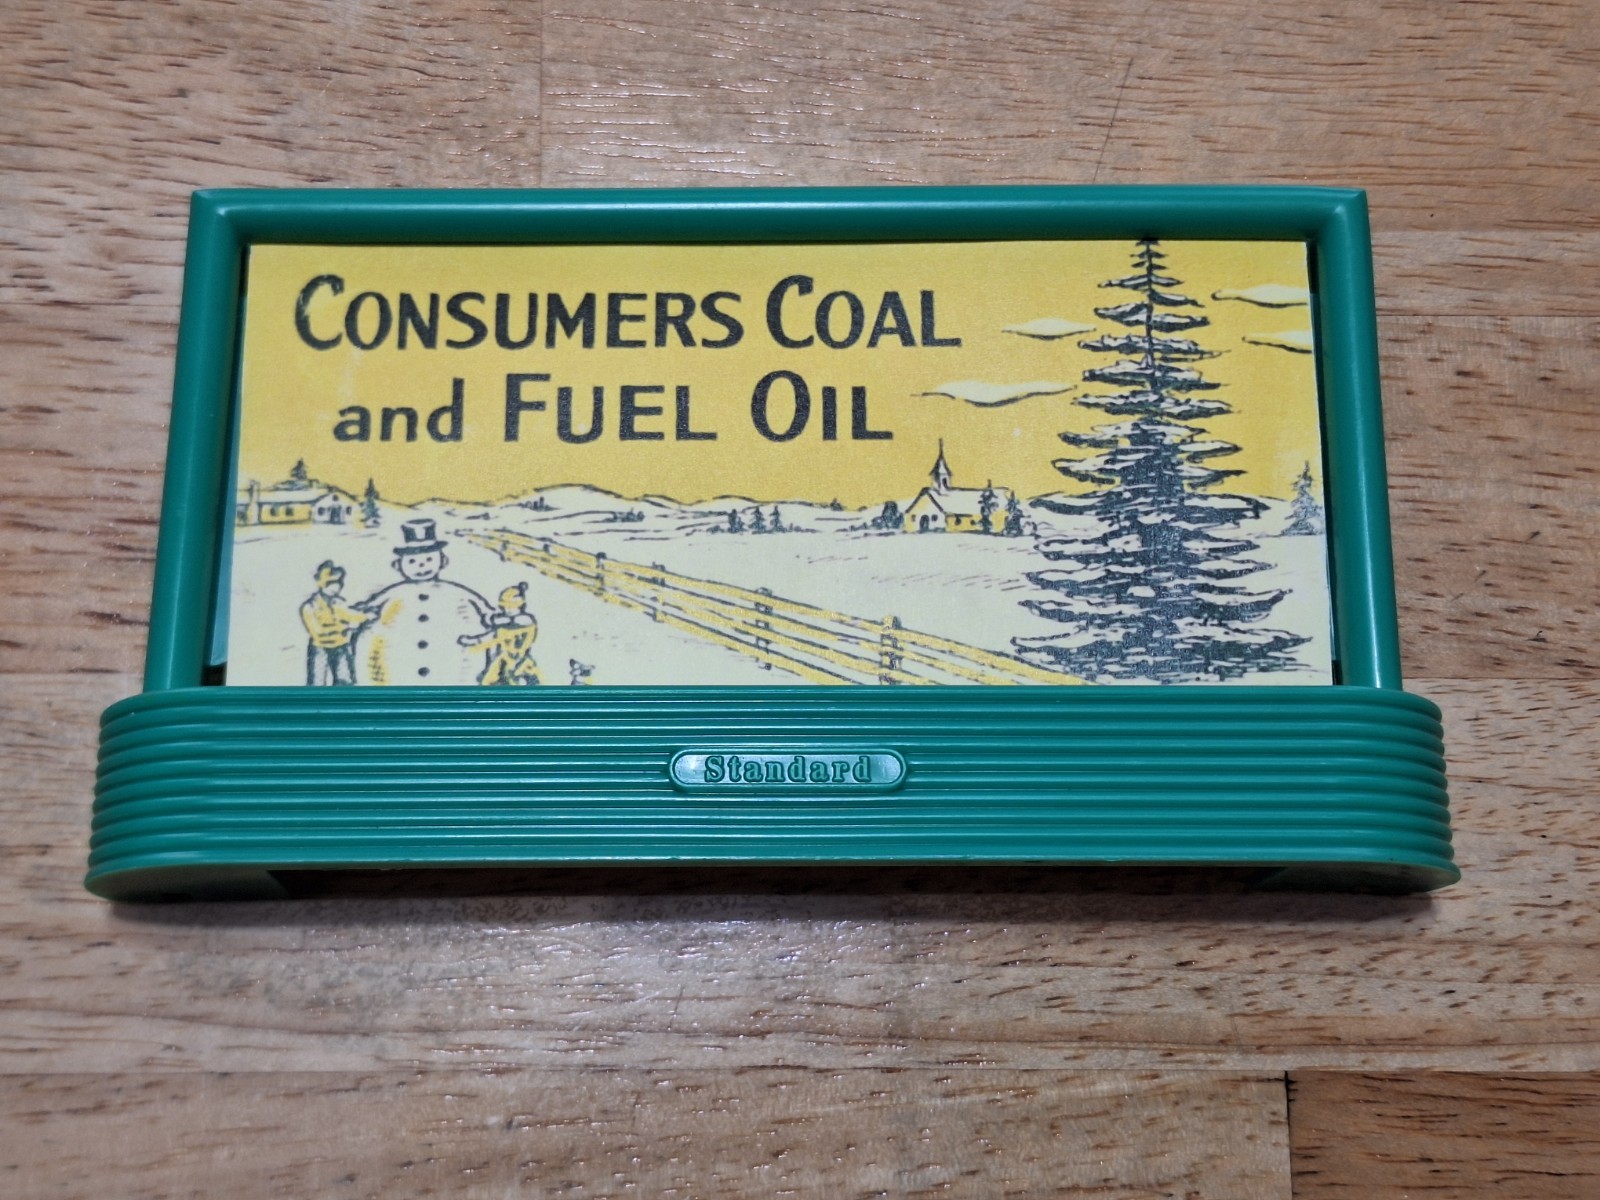 CONSUMERS COAL
and FUEL OIL
Standard